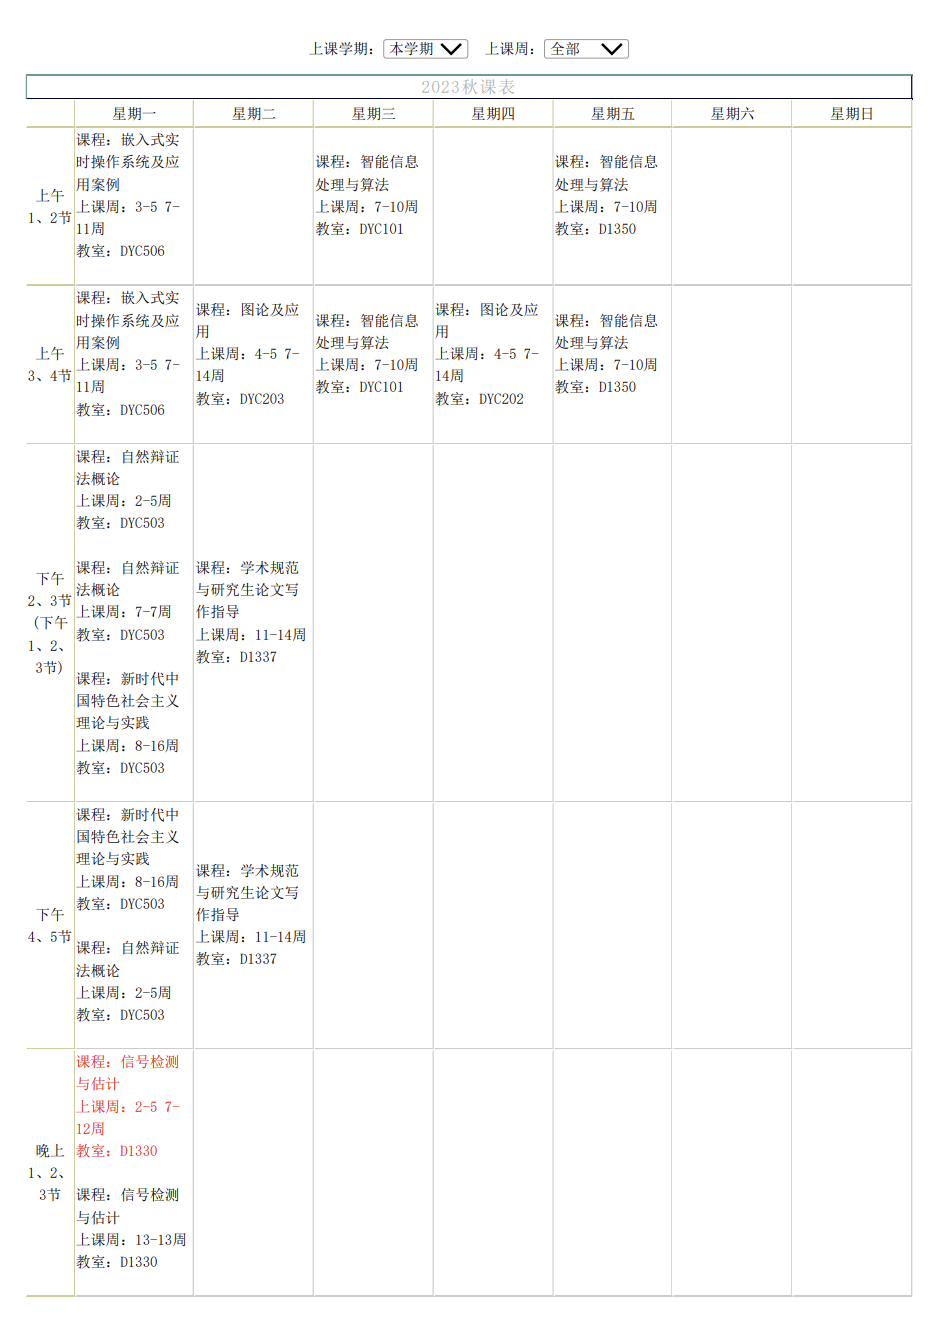 上课学期： 本学期 上课周： 全部
2023秋课表
星期一 星期二 星期三 星期四 星期五 星期六 星期日
上午
1、2节
课程：嵌入式实
时操作系统及应
用案例
上课周：3-5 7-
11周
教室：DYC506
课程：智能信息
处理与算法
上课周：7-10周
教室：DYC101
课程：智能信息
处理与算法
上课周：7-10周
教室：D1350
上午
3、4节
课程：嵌入式实
时操作系统及应
用案例
上课周：3-5 7-
11周
教室：DYC506
课程：图论及应
用
上课周：4-5 7-
14周
教室：DYC203
课程：智能信息
处理与算法
上课周：7-10周
教室：DYC101
课程：图论及应
用
上课周：4-5 7-
14周
教室：DYC202
课程：智能信息
处理与算法
上课周：7-10周
教室：D1350
下午
2、3节
(下午
1、2、
3节)
课程：自然辩证
法概论
上课周：2-5周
教室：DYC503
课程：自然辩证
法概论
上课周：7-7周
教室：DYC503
课程：新时代中
国特色社会主义
理论与实践
上课周：8-16周
教室：DYC503
课程：学术规范
与研究生论文写
作指导
上课周：11-14周
教室：D1337
下午
4、5节
课程：新时代中
国特色社会主义
理论与实践
上课周：8-16周
教室：DYC503
课程：自然辩证
法概论
上课周：2-5周
教室：DYC503
课程：学术规范
与研究生论文写
作指导
上课周：11-14周
教室：D1337
晚上
1、2、
3节
课程：信号检测
与估计
上课周：2-5 7-
12周
教室：D1330
课程：信号检测
与估计
上课周：13-13周
教室：D1330